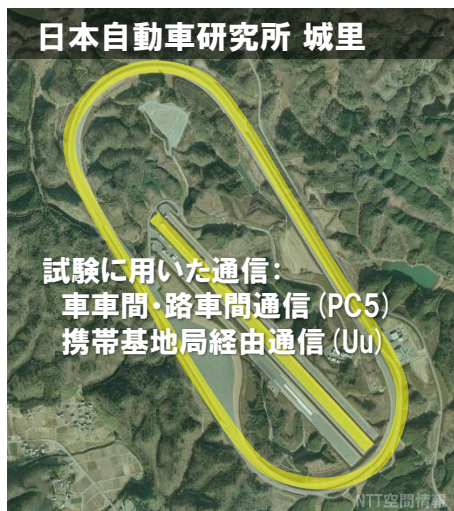 日本自動車研究所 城里
試験に用いた通信:
車車間・路車間通信(PC5)
携帯基地局経由通信(Uu)
NTT空間情報